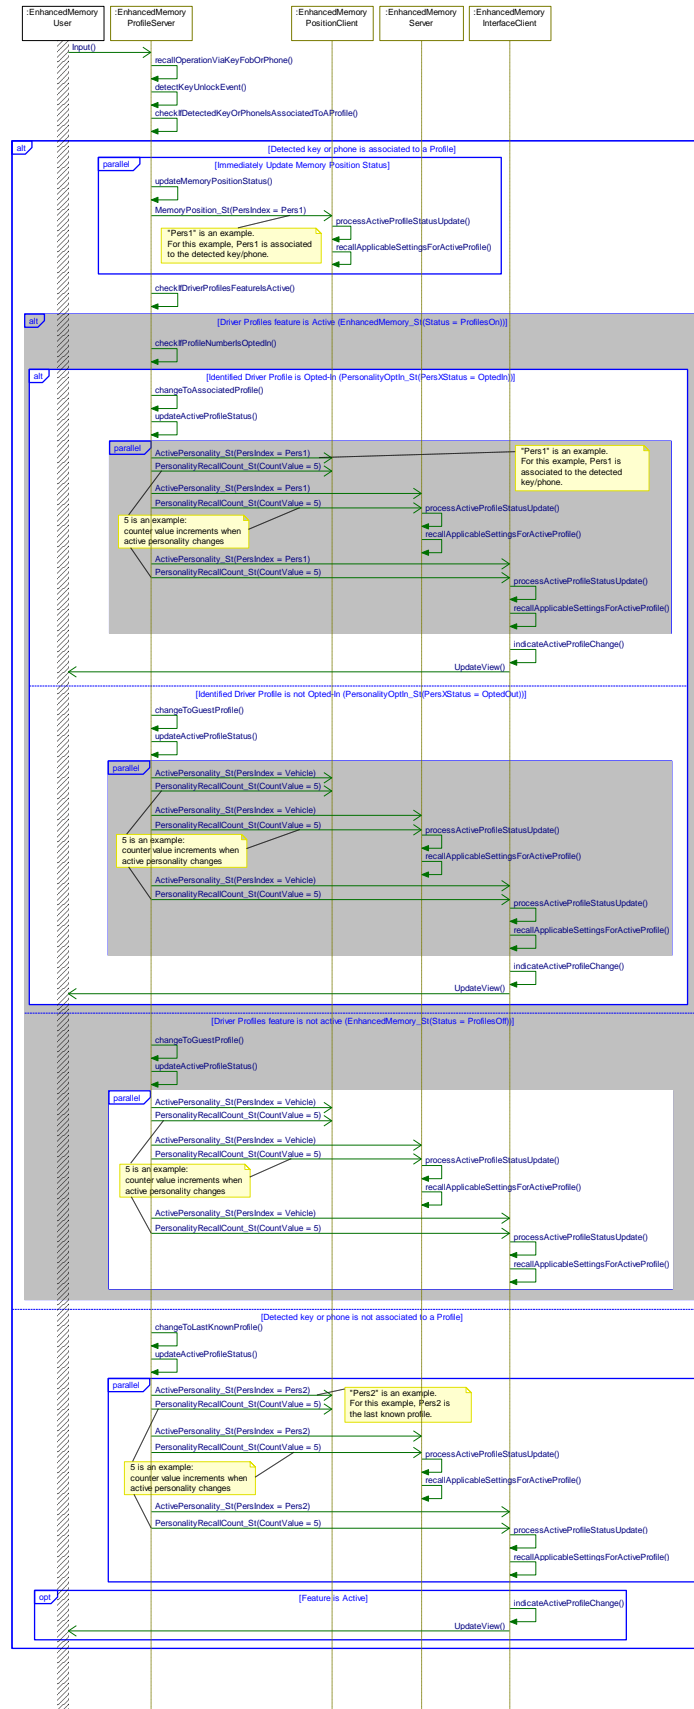 :EnhancedMemory
User
:EnhancedMemory
ProfileServer
:EnhancedMemory
PositionClient
:EnhancedMemory
Server
:EnhancedMemory
InterfaceClient
Input()
recallOperationViaKeyFobOrPhone()
detectKeyUnlockEvent()
checkIfDetectedKeyOrPhoneIsAssociatedToAProfile()
alt
[Detected key or phone is associated to a Profile]
parallel
[Immediately Update Memory Position Status]
updateMemoryPositionStatus()
MemoryPosition_St(PersIndex = Pers1)
processActiveProfileStatusUpdate()
"Pers1" is an example.
For this example, Pers1 is associated
to the detected key/phone.
recallApplicableSettingsForActiveProfile()
checkIfDriverProfilesFeatureIsActive()
alt
[Driver Profiles feature is Active (EnhancedMemory_St(Status = ProfilesOn))]
checkIfProfileNumberIsOptedIn()
alt
[Identified Driver Profile is Opted-In (PersonalityOptIn_St(PersXStatus = OptedIn))]
changeToAssociatedProfile()
updateActiveProfileStatus()
parallel
ActivePersonality_St(PersIndex = Pers1)
PersonalityRecallCount_St(CountValue = 5)
"Pers1" is an example.
For this example, Pers1 is
associated to the detected
key/phone.
ActivePersonality_St(PersIndex = Pers1)
PersonalityRecallCount_St(CountValue = 5)
processActiveProfileStatusUpdate()
5 is an example:
counter value increments when
active personality changes
recallApplicableSettingsForActiveProfile()
ActivePersonality_St(PersIndex = Pers1)
PersonalityRecallCount_St(CountValue = 5)
processActiveProfileStatusUpdate()
recallApplicableSettingsForActiveProfile()
indicateActiveProfileChange()
UpdateView()
[Identified Driver Profile is not Opted-In (PersonalityOptIn_St(PersXStatus = OptedOut))]
changeToGuestProfile()
updateActiveProfileStatus()
parallel
ActivePersonality_St(PersIndex = Vehicle)
PersonalityRecallCount_St(CountValue = 5)
ActivePersonality_St(PersIndex = Vehicle)
PersonalityRecallCount_St(CountValue = 5)
processActiveProfileStatusUpdate()
5 is an example:
counter value increments when
active personality changes
recallApplicableSettingsForActiveProfile()
ActivePersonality_St(PersIndex = Vehicle)
PersonalityRecallCount_St(CountValue = 5)
processActiveProfileStatusUpdate()
recallApplicableSettingsForActiveProfile()
indicateActiveProfileChange()
UpdateView()
[Driver Profiles feature is not active (EnhancedMemory_St(Status = ProfilesOff))]
changeToGuestProfile()
updateActiveProfileStatus()
parallel
ActivePersonality_St(PersIndex = Vehicle)
PersonalityRecallCount_St(CountValue = 5)
ActivePersonality_St(PersIndex = Vehicle)
PersonalityRecallCount_St(CountValue = 5)
processActiveProfileStatusUpdate()
5 is an example:
counter value increments when
active personality changes
recallApplicableSettingsForActiveProfile()
ActivePersonality_St(PersIndex = Vehicle)
PersonalityRecallCount_St(CountValue = 5)
processActiveProfileStatusUpdate()
recallApplicableSettingsForActiveProfile()
[Detected key or phone is not associated to a Profile]
changeToLastKnownProfile()
updateActiveProfileStatus()
parallel
ActivePersonality_St(PersIndex = Pers2)
PersonalityRecallCount_St(CountValue = 5)
"Pers2" is an example.
For this example, Pers2 is
the last known profile.
ActivePersonality_St(PersIndex = Pers2)
PersonalityRecallCount_St(CountValue = 5)
processActiveProfileStatusUpdate()
5 is an example:
counter value increments when
active personality changes
recallApplicableSettingsForActiveProfile()
ActivePersonality_St(PersIndex = Pers2)
PersonalityRecallCount_St(CountValue = 5)
processActiveProfileStatusUpdate()
recallApplicableSettingsForActiveProfile()
opt
[Feature is Active]
indicateActiveProfileChange()
UpdateView()